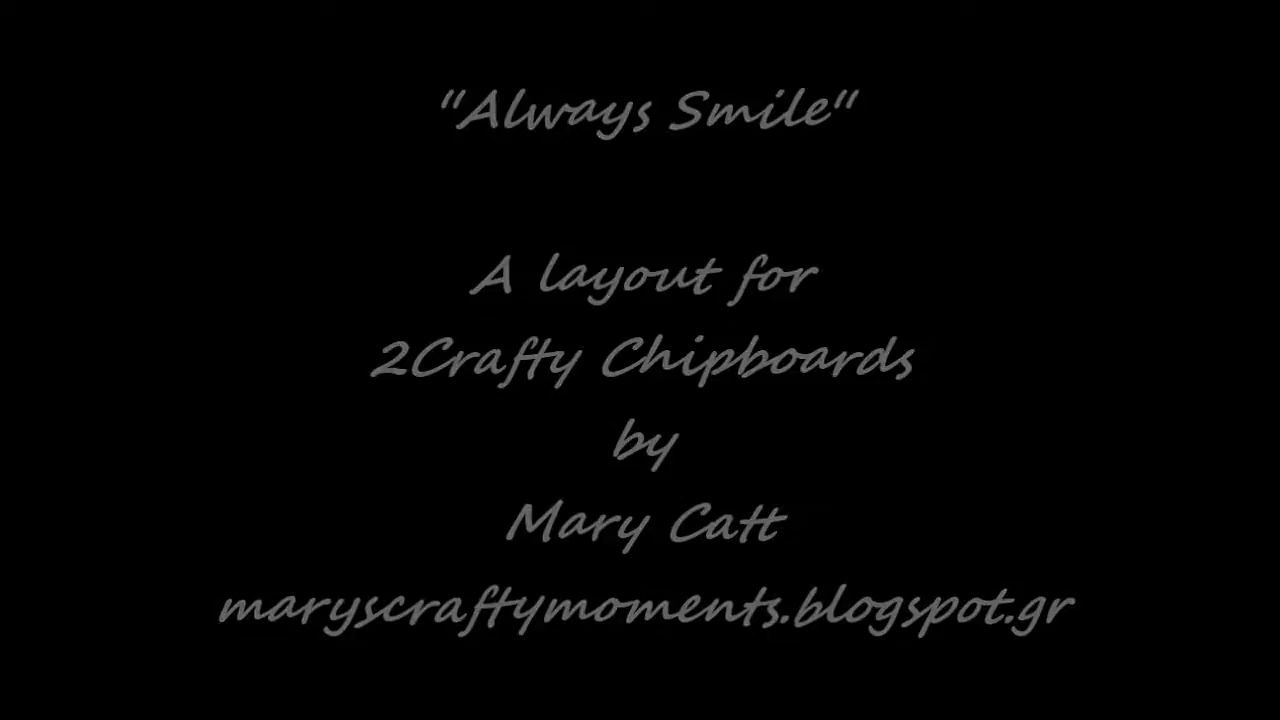 "Always Smile"
A layout for
2Crafty Chipboards
by
Mary Catt
maryscraftymoments.blogspot.gr